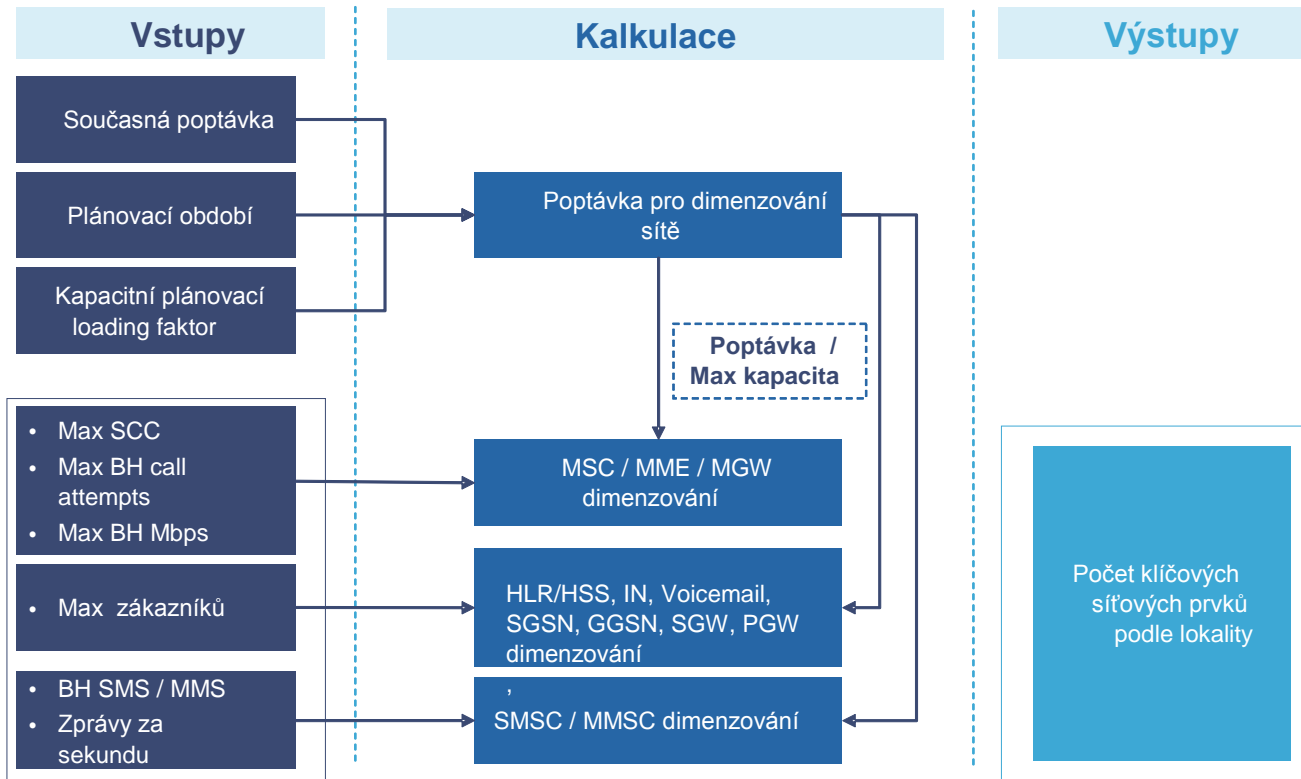 Vstupy
Kalkulace
Výstupy
Současná poptávka
Plánovací období
Kapacitní plánovací
loading faktor
Poptávka pro dimenzování
sítě
Poptávka /
Max kapacita
• Max SCC
• Max BH call
attempts
• Max BH Mbps
MSC / MME / MGW
dimenzování
• Max zákazníků
HLR/HSS, IN, Voicemail,
SGSN, GGSN, SGW, PGW
dimenzování
,
• BH SMS / MMS
• Zprávy za
sekundu
SMSC / MMSC dimenzování
Počet klíčových
síťových prvků
podle lokality